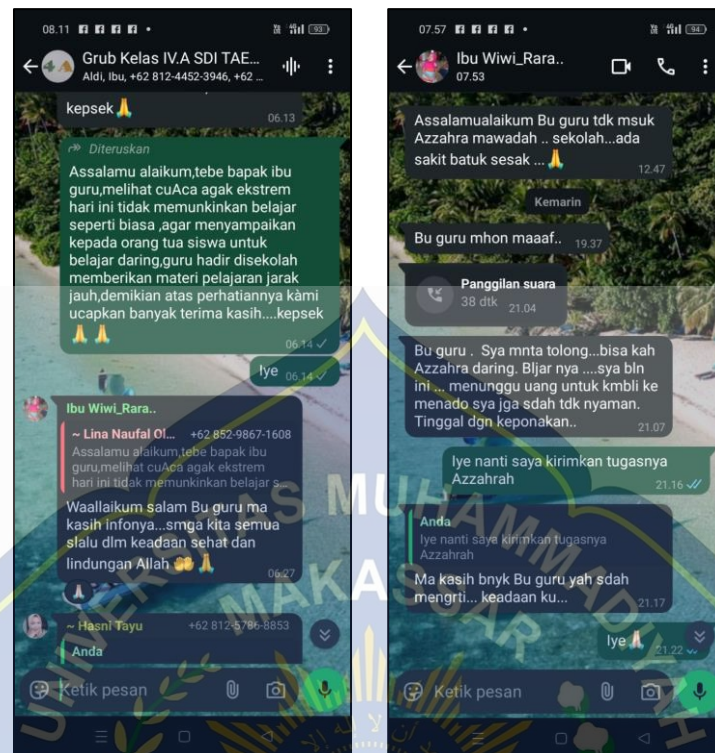 08.11
93
Grub Kelas IV.A SDI TAE...
Aldi, Ibu, +62 812-4452-3946, +62 ...
kepsek🙏
06.13
Diteruskan
Assalamu alaikum,tebe bapak ibu
guru,melihat cuAca agak ekstrem
hari ini tidak memunkinkan belajar
seperti biasa ,agar menyampaikan
kepada orang tua siswa untuk
belajar daring,guru hadir disekolah
memberikan materi pelajaran jarak
jauh,demikian atas perhatiannya kàmi
ucapkan banyak terima kasih....kepsek
🙏🙏
06.14
Iye 06.14
Ibu Wiwi_Rara..
~ Lina Naufal Ol... +62 852-9867-1608
Assalamu alaikum,tebe bapak ibu
guru,melihat cuAca agak ekstrem
hari ini tidak memunkinkan belajar s...
Waallaikum salam Bu guru ma
kasih infonya...smga kita semua
slalu dlm keadaan sehat dan
lindungan Allah 🤲🙏
06.27
~ Hasni Tayu +62 812-5786-8853
Anda
Ketik pesan
07.57
94
Ibu Wiwi_Rara..
07.53
Assalamualaikum Bu guru tdk msuk
Azzahra mawadah .. sekolah...ada
sakit batuk sesak ...🙏
12.47
Kemarin
Bu guru mhon maaaf.. 19.37
Panggilan suara
38 dtk 21.04
Bu guru . Sya mnta tolong...bisa kah
Azzahra daring. Bljar nya ....sya bln
ini ... menunggu uang untuk kmbli ke
menado sya jga sdah tdk nyaman.
Tinggal dgn keponakan..
21.07
Iye nanti saya kirimkan tugasnya
Azzahrah
21.16
Anda
Iye nanti saya kirimkan tugasnya
Azzahrah
Ma kasih bnyk Bu guru yah sdah
mengrti... keadaan ku...
21.17
Iye🙏 21.22
Ketik pesan
UNIVERSITAS MUHAMMADIYAH
MAKASSAR